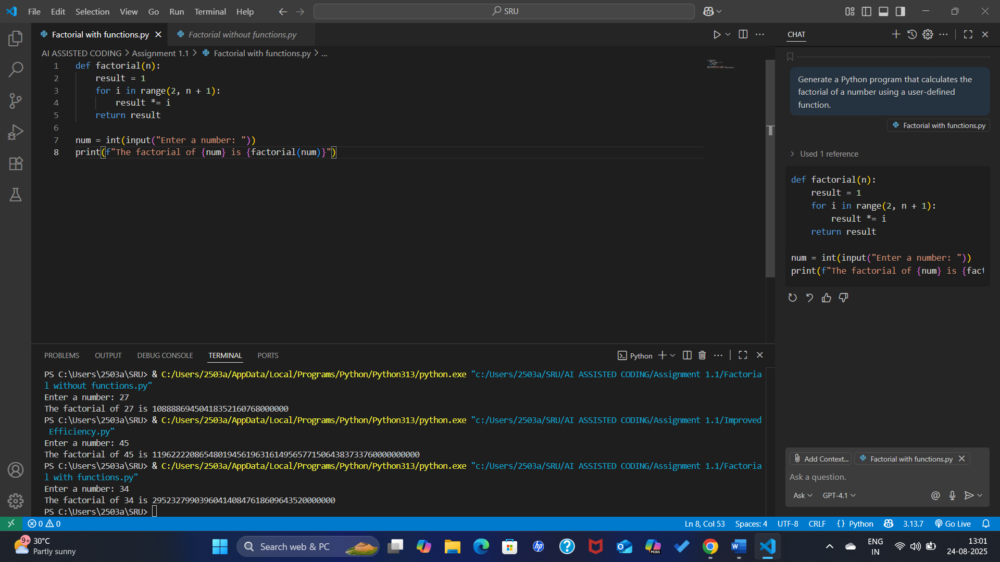 File Edit Selection View Go Run Terminal Help
SRU
Factorial with functions.py
Factorial without functions.py
AI ASSISTED CODING > Assignment 1.1 > Factorial with functions.py > ...
1 def factorial(n):
2     result = 1
3     for i in range(2, n + 1):
4         result *= i
5     return result
6
7 num = int(input("Enter a number: "))
8 print(f"The factorial of {num} is {factorial(num)}")
CHAT
Generate a Python program that calculates the
factorial of a number using a user-defined
function.
Factorial with functions.py
> Used 1 reference
def factorial(n):
    result = 1
    for i in range(2, n + 1):
        result *= i
    return result
num = int(input("Enter a number: "))
print(f"The factorial of {num} is {fact
Add Context...
Factorial with functions.py
Ask a question.
Ask GPT-4.1
PROBLEMS OUTPUT DEBUG CONSOLE TERMINAL PORTS
Python
PS C:\Users\2503a\SRU> & C:/Users/2503a/AppData/Local/Programs/Python/Python313/python.exe "c:/Users/2503a/SRU/AI ASSISTED CODING/Assignment 1.1/Factoria
l without functions.py"
Enter a number: 27
The factorial of 27 is 10888869450418352160768000000
PS C:\Users\2503a\SRU> & C:/Users/2503a/AppData/Local/Programs/Python/Python313/python.exe "c:/Users/2503a/SRU/AI ASSISTED CODING/Assignment 1.1/Improved
 Efficiency.py"
Enter a number: 45
The factorial of 45 is 119622220865480194561963161495657715064383733760000000000
PS C:\Users\2503a\SRU> & C:/Users/2503a/AppData/Local/Programs/Python/Python313/python.exe "c:/Users/2503a/SRU/AI ASSISTED CODING/Assignment 1.1/Factoria
l with functions.py"
Enter a number: 34
The factorial of 34 is 295232799039604140847618609643520000000
PS C:\Users\2503a\SRU>
0 0
Ln 8, Col 53 Spaces: 4 UTF-8 CRLF {} Python 3.13.7 Go Live
9+
30°C
Partly sunny
Search web & PC
hp
M365
ENG
IN
13:01
24-08-2025